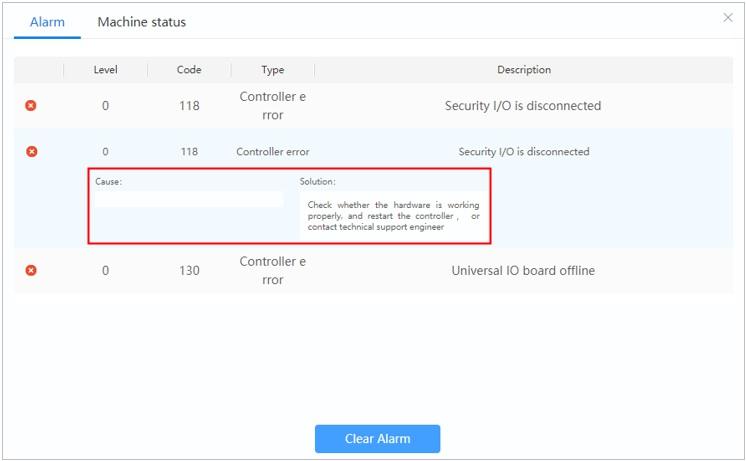 Alarm Machine status
Level Code Type Description
0 118 Controller e
rror Security I/O is disconnected
0 118 Controller error Security I/O is disconnected
Cause: Solution:
Check whether the hardware is working
properly, and restart the controller , or
contact technical support engineer
0 130 Controller e
rror Universal IO board offline
Clear Alarm